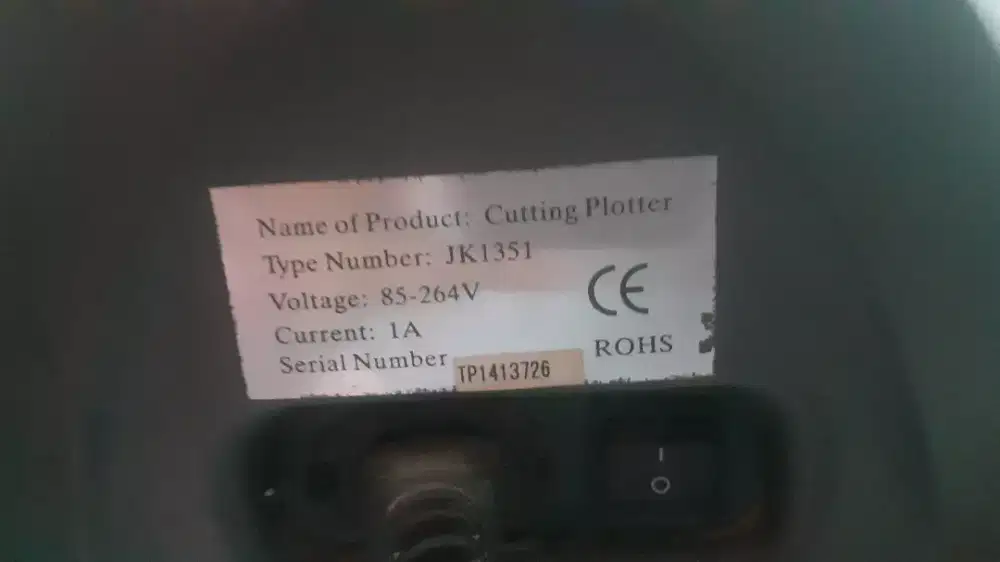 Name of Product: Cutting Plotter
Type Number: JK1351
Voltage: 85-264V
CE
Current: 1A
ROHS
Serial Number TP1413726
I
O